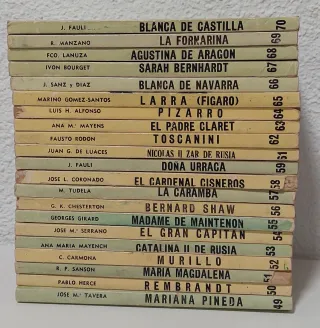 J. FAULI BLANCA DE CASTILLA 70
R. MANZANO LA FORNARINA 69
FCO. LANUZA AGUSTINA DE ARAGON 68
IVON BOURGET SARAH BERNHARDT 67
J. SANZ y DIAZ BLANCA DE NAVARRA 66
MARINO GOMEZ-SANTOS LARRA (FIGARO) 65
LUIS H. ALFONSO PIZARRO 64
ANA Mª MAYENS EL PADRE CLARET 63
FAUSTO RODON TOSCANINI 62
JUAN G. DE LUACES NICOLAS II ZAR DE RUSIA 61
J. FAULI DOÑA URRACA 59
JOSE L. CORONADO EL CARDENAL CISNEROS 58
M. TUDELA LA CARAMBA 57
G. K. CHESTERTON BERNARD SHAW 56
GEORGES GIRARD MADAME DE MAINTENON 55
JOSE Mª SERRANO EL GRAN CAPITAN 54
ANA MARIA MAYENCH CATALINA II DE RUSIA 53
C. CARMONA MURILLO 52
R. P. SANSON MARIA MAGDALENA 51
PABLO HERCE REMBRANDT 50
JOSE Mª TAVERA MARIANA PINEDA 49